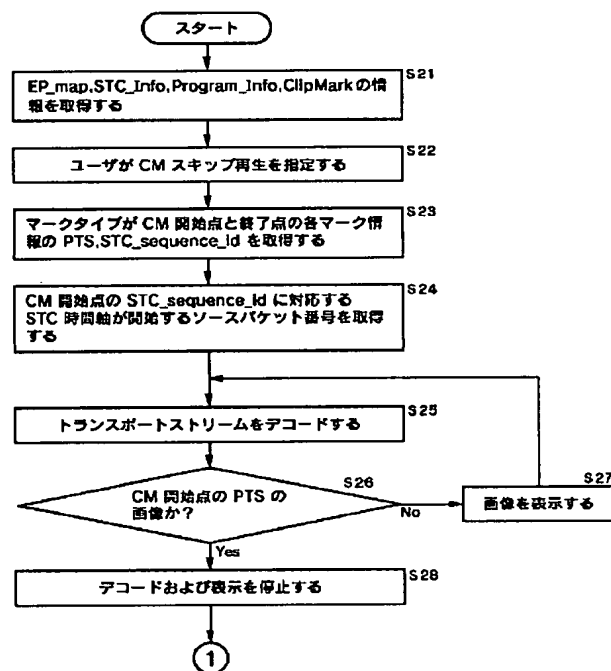 スタート
S21
EP_map,STC_Info,Program_Info,ClipMarkの情
報を取得する
S22
ユーザが CM スキップ再生を指定する
S23
マークタイプが CM 開始点と終了点の各マーク情
報の PTS,STC_sequence_id を取得する
S24
CM 開始点の STC_sequence_id に対応する
STC 時間軸が開始するソースパケット番号を取得
する
S25
トランスポートストリームをデコードする
S26
CM 開始点の PTS の
画像か?
No
S27
画像を表示する
Yes
S28
デコードおよび表示を停止する
1